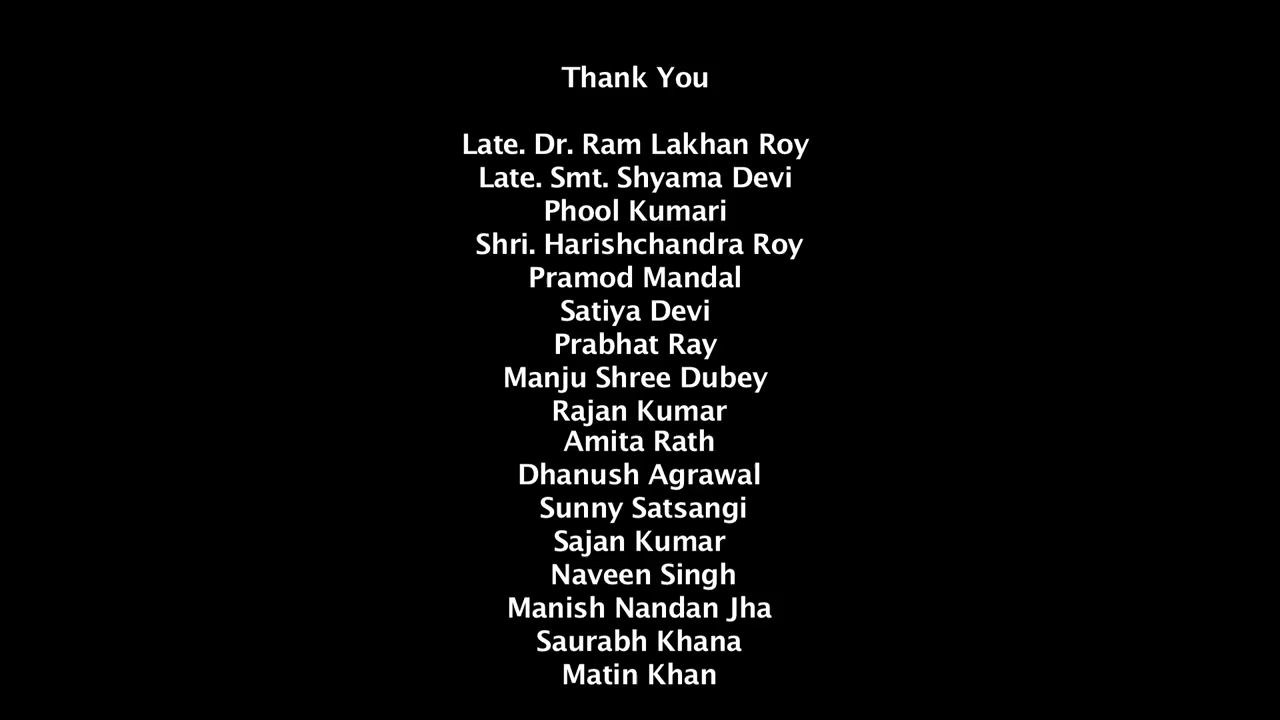 Thank You
Late. Dr. Ram Lakhan Roy
Late. Smt. Shyama Devi
Phool Kumari
Shri. Harishchandra Roy
Pramod Mandal
Satiya Devi
Prabhat Ray
Manju Shree Dubey
Rajan Kumar
Amita Rath
Dhanush Agrawal
Sunny Satsangi
Sajan Kumar
Naveen Singh
Manish Nandan Jha
Saurabh Khana
Matin Khan